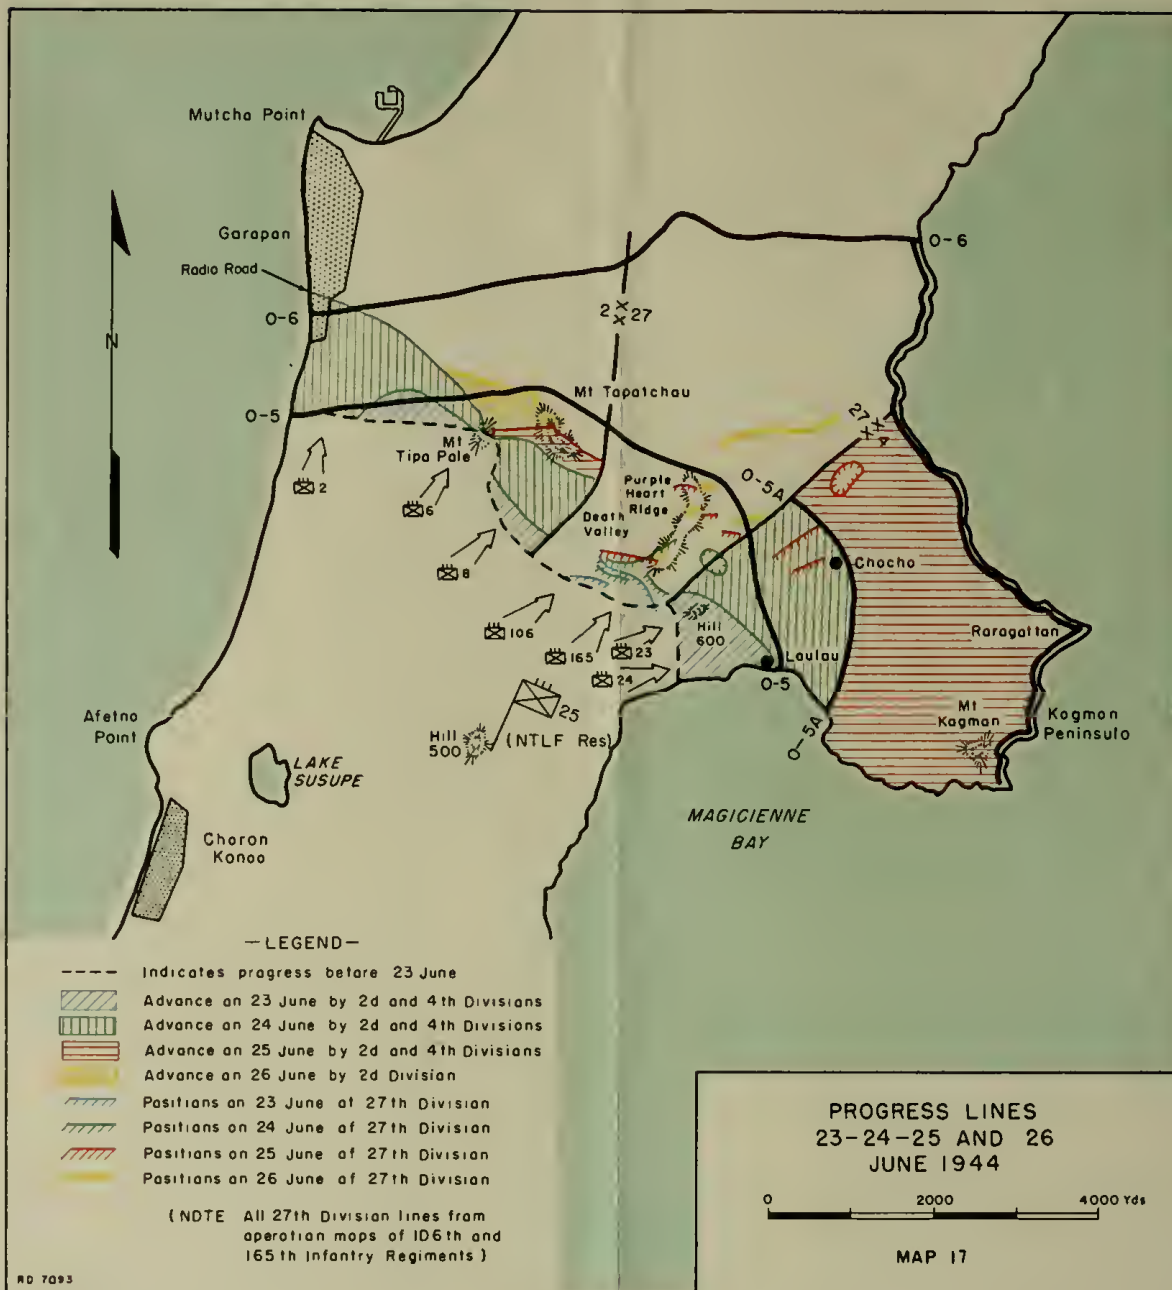 Mutcho Point
Garapan
Radio Road
O-6
O-6
N
2 X X 27
O-5
Mt Tapatchau
27 X X 4
Mt
Tipo Pale
2
6
Purple
Heart
Ridge
O-5A
Death
Valley
8
Chacha
106
165
23
Hill
600
Laulau
Raragattan
24
O-5
25
Mt
Kagman
Kagman
Peninsula
Afetna
Point
Hill
500
(NTLF Res)
O-5A
LAKE
SUSUPE
MAGICIENNE
BAY
Charan
Kanoa
—LEGEND—
Indicates progress before 23 June
Advance on 23 June by 2d and 4th Divisions
Advance on 24 June by 2d and 4th Divisions
Advance on 25 June by 2d and 4th Divisions
Advance on 26 June by 2d Division
Positions on 23 June of 27th Division
Positions on 24 June of 27th Division
Positions on 25 June of 27th Division
Positions on 26 June of 27th Division
(NOTE All 27th Division lines from
operation maps of 106th and
165th Infantry Regiments)
RD 7093
PROGRESS LINES
23-24-25 AND 26
JUNE 1944
0 2000 4000 Yds
MAP 17